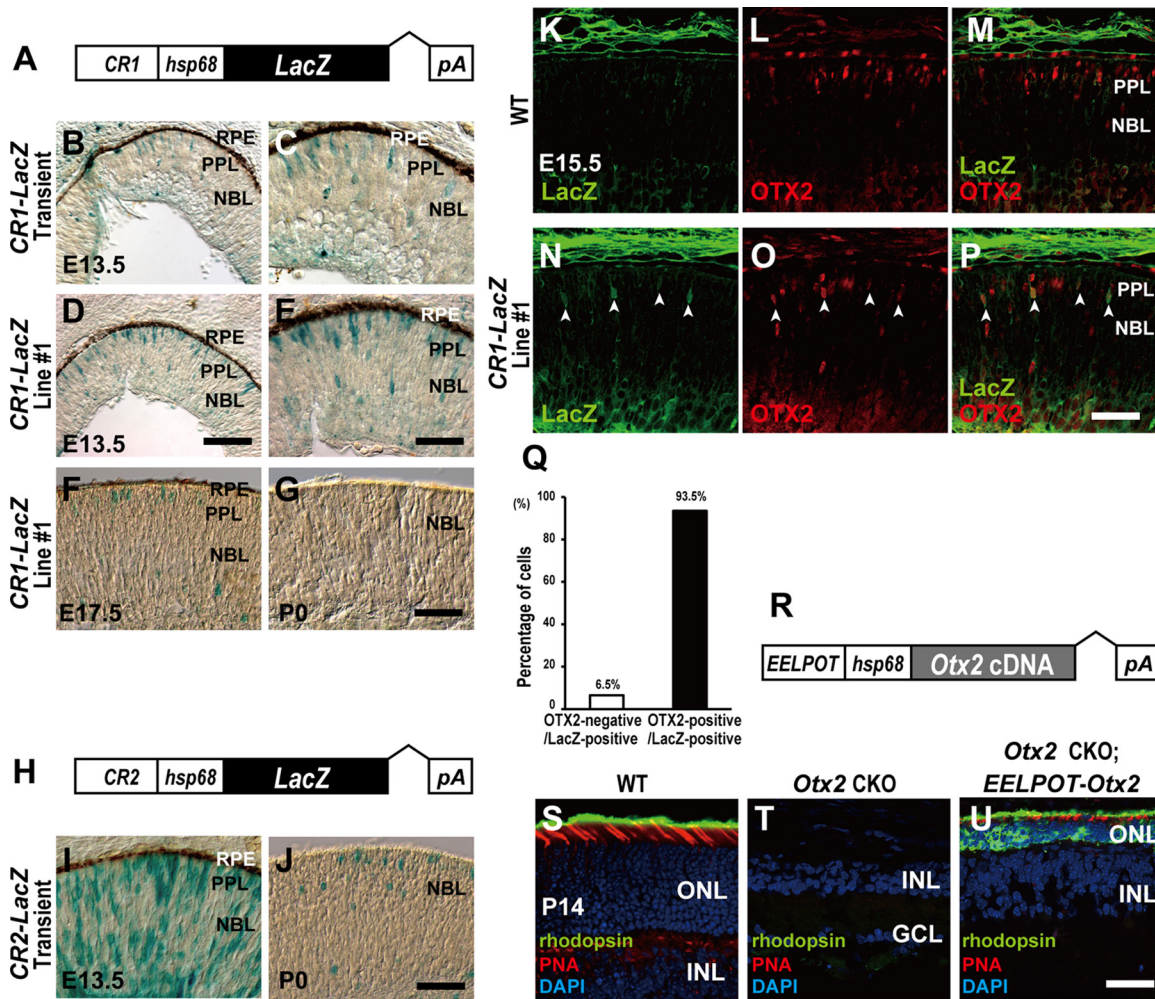 A
CR1 hsp68 LacZ pA
CR1-LacZ
Transient
B
RPE
PPL
NBL
E13.5
C
RPE
PPL
NBL
CR1-LacZ
Line #1
D
RPE
PPL
NBL
E13.5
E
RPE
PPL
NBL
CR1-LacZ
Line #1
F
RPE
PPL
NBL
E17.5
G
NBL
P0
H
CR2 hsp68 LacZ pA
CR2-LacZ
Transient
I
RPE
PPL
NBL
E13.5
J
NBL
P0
WT
K
E15.5
LacZ
L
OTX2
M
PPL
NBL
LacZ
OTX2
CR1-LacZ
Line #1
N
LacZ
O
OTX2
P
PPL
NBL
LacZ
OTX2
Q
(%)
Percentage of cells
100
80
60
40
20
0
6.5%
93.5%
OTX2-negative
/LacZ-positive
OTX2-positive
/LacZ-positive
R
EELPOT hsp68 Otx2 cDNA pA
WT
S
ONL
P14
rhodopsin
PNA
DAPI
INL
Otx2 CKO
T
INL
GCL
rhodopsin
PNA
DAPI
Otx2 CKO;
EELPOT-Otx2
U
ONL
INL
rhodopsin
PNA
DAPI